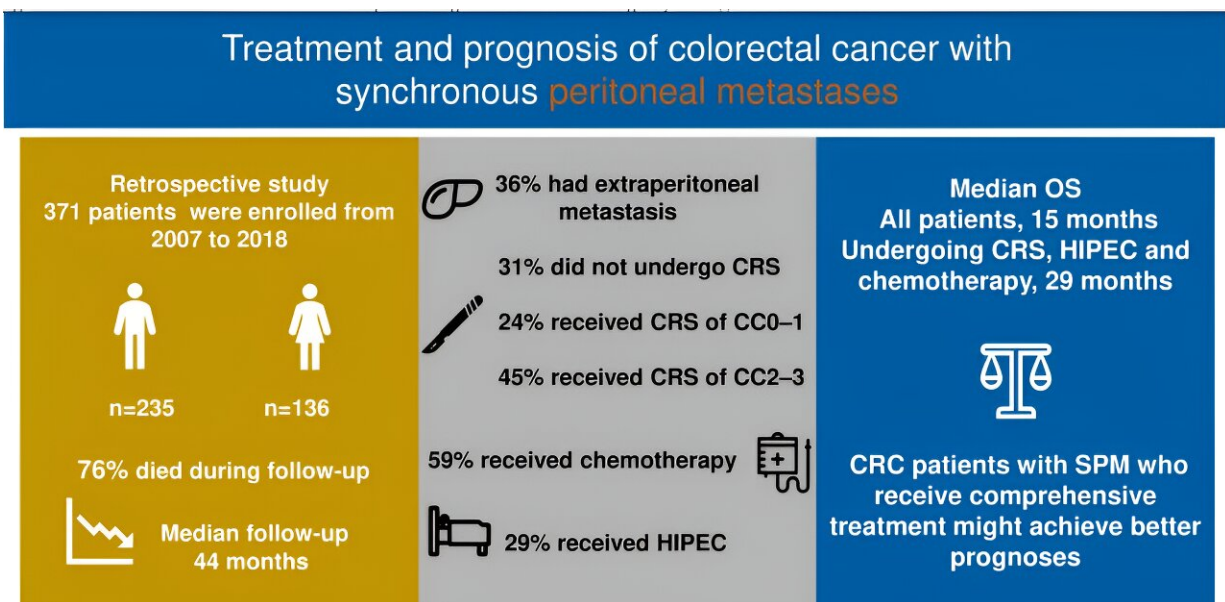 Treatment and prognosis of colorectal cancer with
synchronous peritoneal metastases
Retrospective study
371 patients were enrolled from
2007 to 2018
n=235
n=136
76% died during follow-up
Median follow-up
44 months
36% had extraperitoneal
metastasis
31% did not undergo CRS
24% received CRS of CC0–1
45% received CRS of CC2–3
59% received chemotherapy
29% received HIPEC
Median OS
All patients, 15 months
Undergoing CRS, HIPEC and
chemotherapy, 29 months
CRC patients with SPM who
receive comprehensive
treatment might achieve better
prognoses